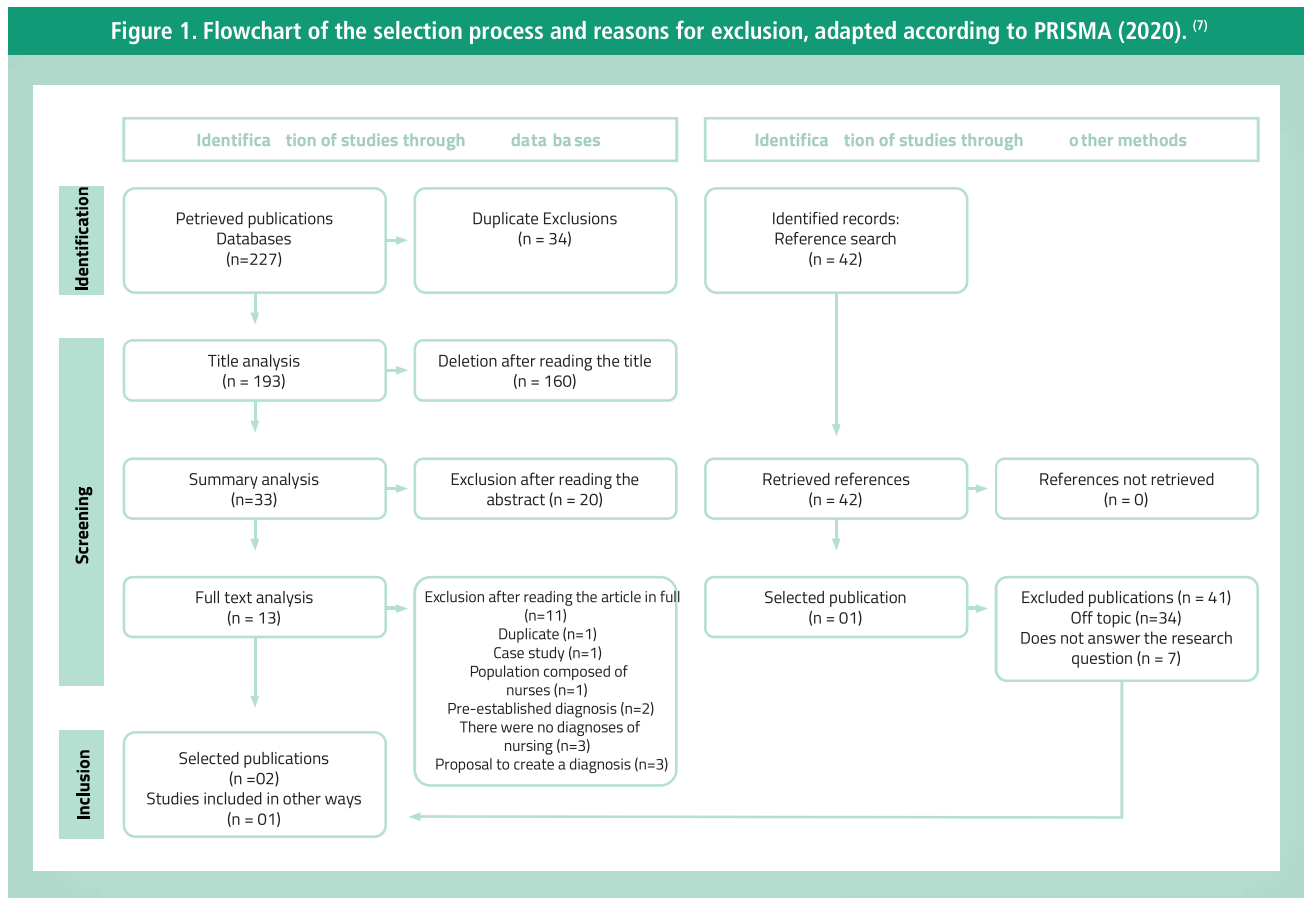 Figure 1. Flowchart of the selection process and reasons for exclusion, adapted according to PRISMA (2020). (7)
Identifica tion of studies through data ba ses
Identifica tion of studies through o ther methods
Identification
Petrieved publications
Databases
(n=227)
Duplicate Exclusions
(n = 34)
Identified records:
Reference search
(n = 42)
Screening
Title analysis
(n = 193)
Deletion after reading the title
(n = 160)
Summary analysis
(n=33)
Exclusion after reading the
abstract (n = 20)
Retrieved references
(n = 42)
References not retrieved
(n = 0)
Full text analysis
(n = 13)
Exclusion after reading the article in full
(n=11)
Duplicate (n=1)
Case study (n=1)
Population composed of
nurses (n=1)
Pre-established diagnosis (n=2)
There were no diagnoses of
nursing (n=3)
Proposal to create a diagnosis (n=3)
Selected publication
(n = 01)
Excluded publications (n = 41)
Off topic (n=34)
Does not answer the research
question (n = 7)
Inclusion
Selected publications
(n =02)
Studies included in other ways
(n = 01)